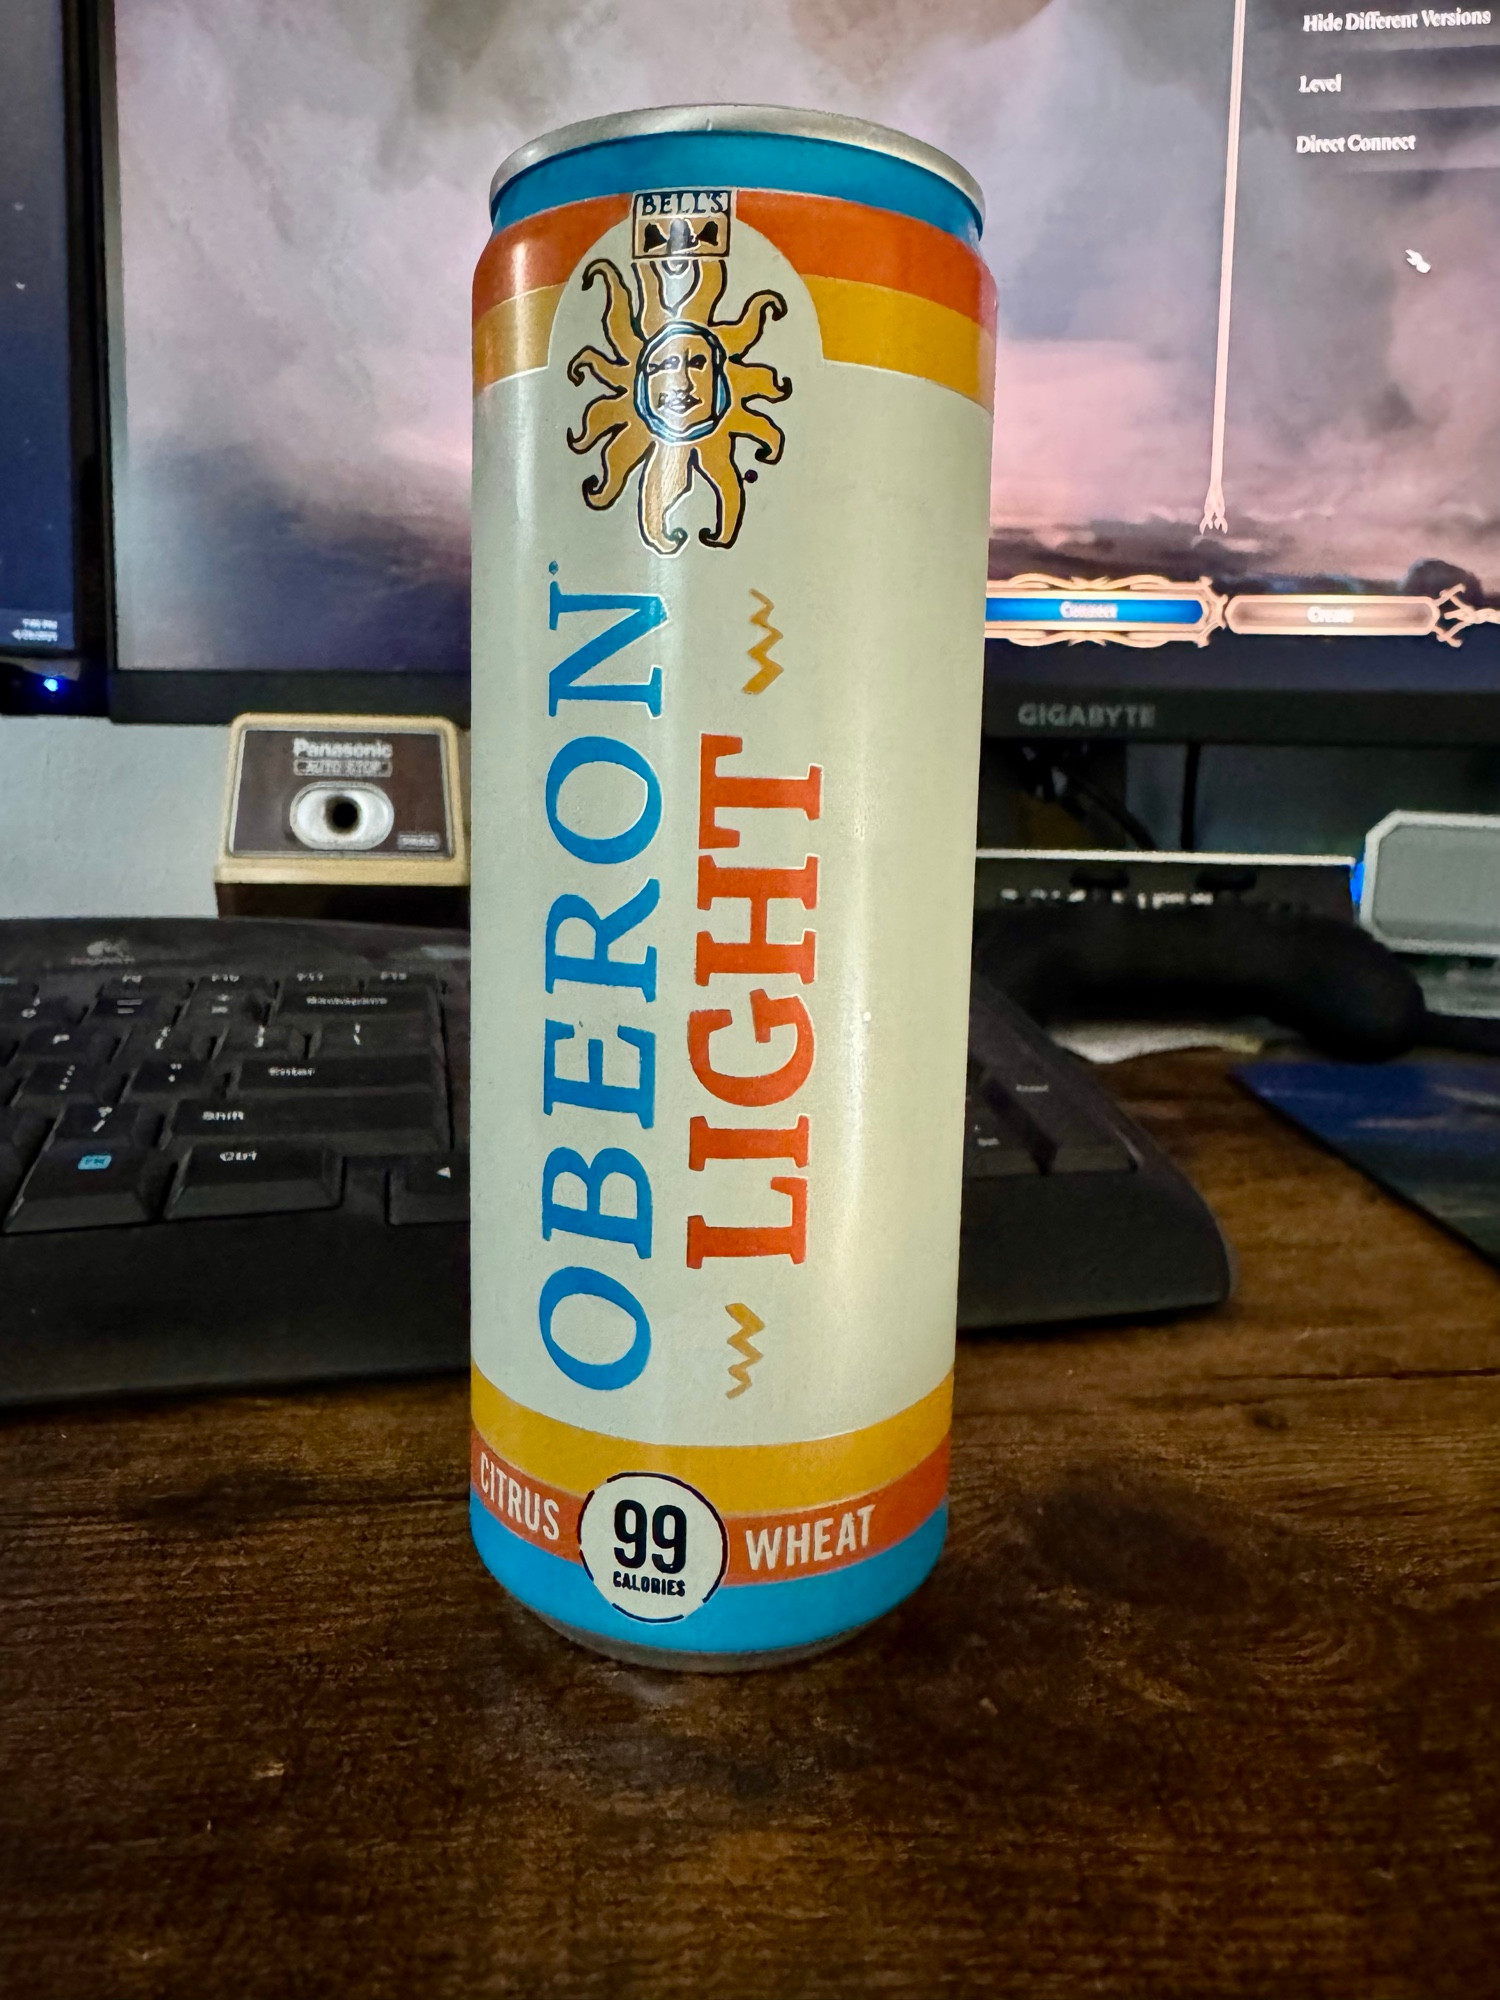 Hide Different Versions
Level
Direct Connect
BELL'S
OBERON
LIGHT
Connect
Create
GIGABYTE
Panasonic
AUTO STOP
Backspace
Enter
Shift
Ctrl
CITRUS
99
CALORIES
WHEAT